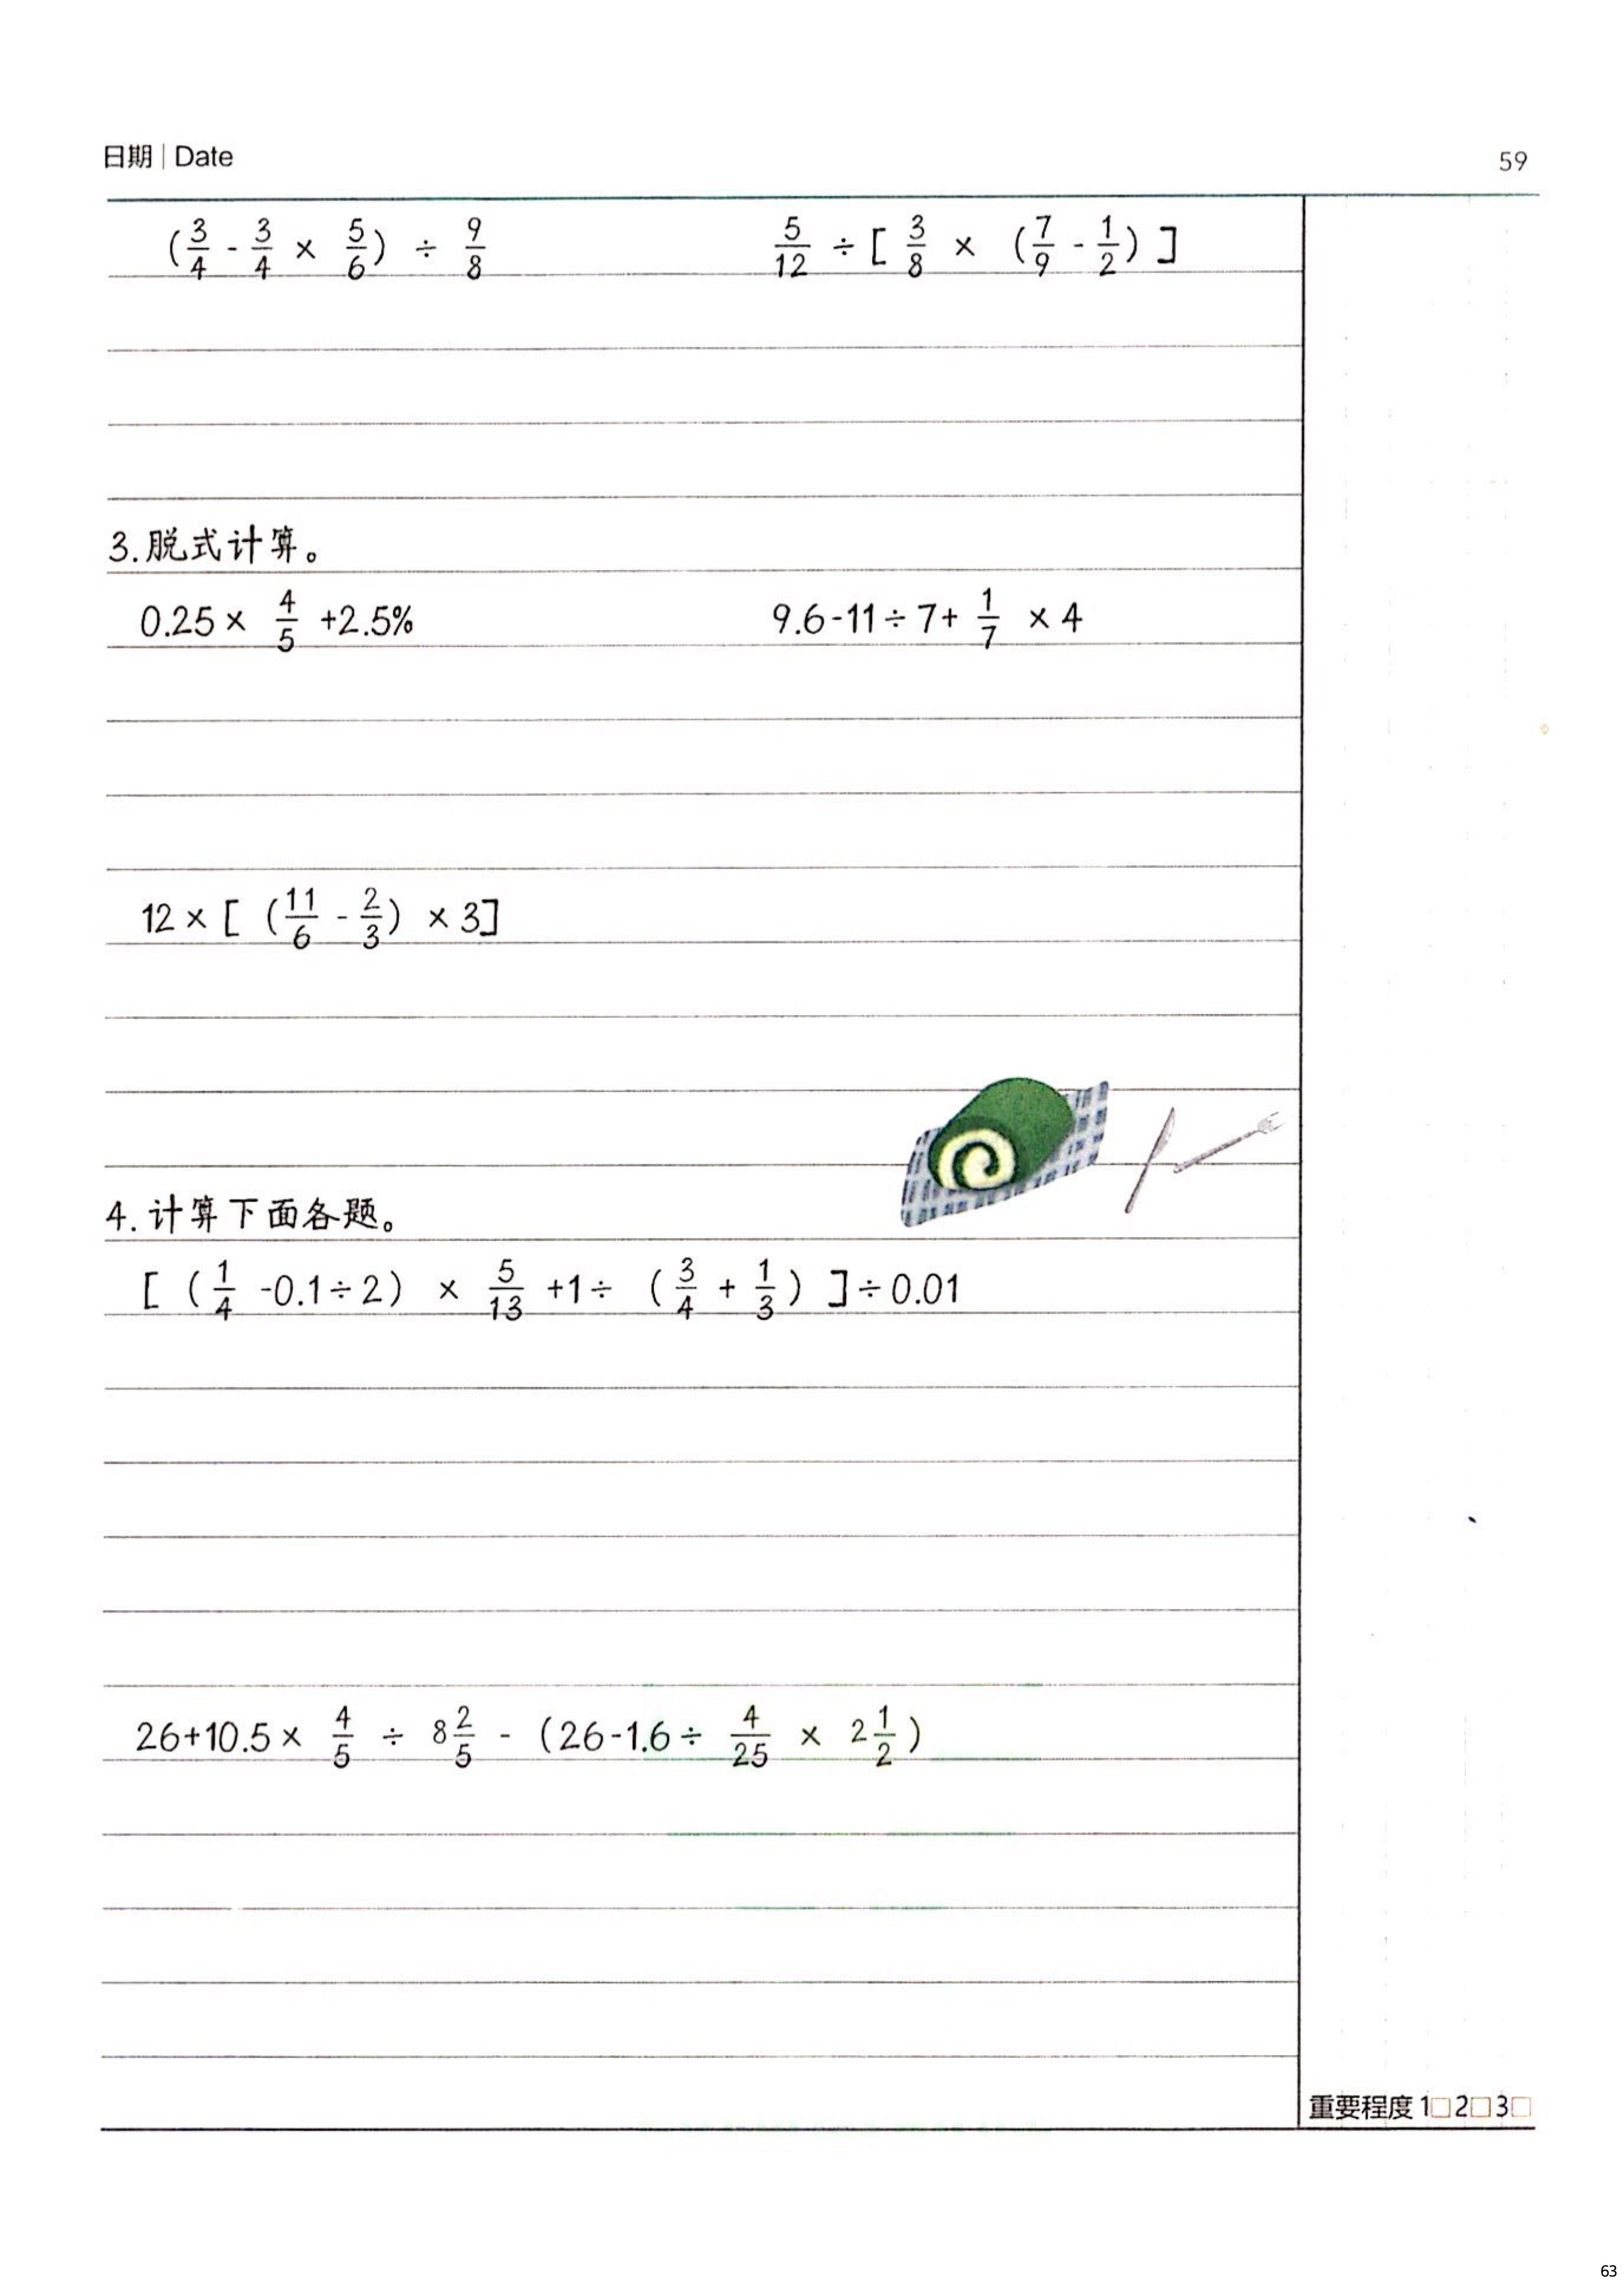 日期 | Date 59
(3/4 - 3/4 × 5/6) ÷ 9/8 5/12 ÷ [ 3/8 × (7/9 - 1/2) ]
3.脱式计算。
0.25 × 4/5 +2.5% 9.6-11÷7+ 1/7 ×4
12×[ (11/6 - 2/3) ×3]
4.计算下面各题。
[ (1/4 -0.1÷2) × 5/13 +1÷ (3/4 + 1/3) ]÷0.01
26+10.5× 4/5 ÷ 8 2/5 - (26-1.6÷ 4/25 × 2 1/2)
重要程度 1□2□3□
63